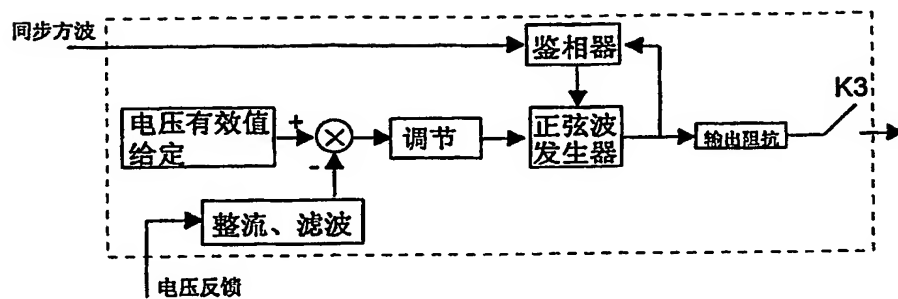 同步方波
鉴相器
K3
电压有效值
给定
+
-
调节
正弦波
发生器
输出阻抗
整流、滤波
电压反馈